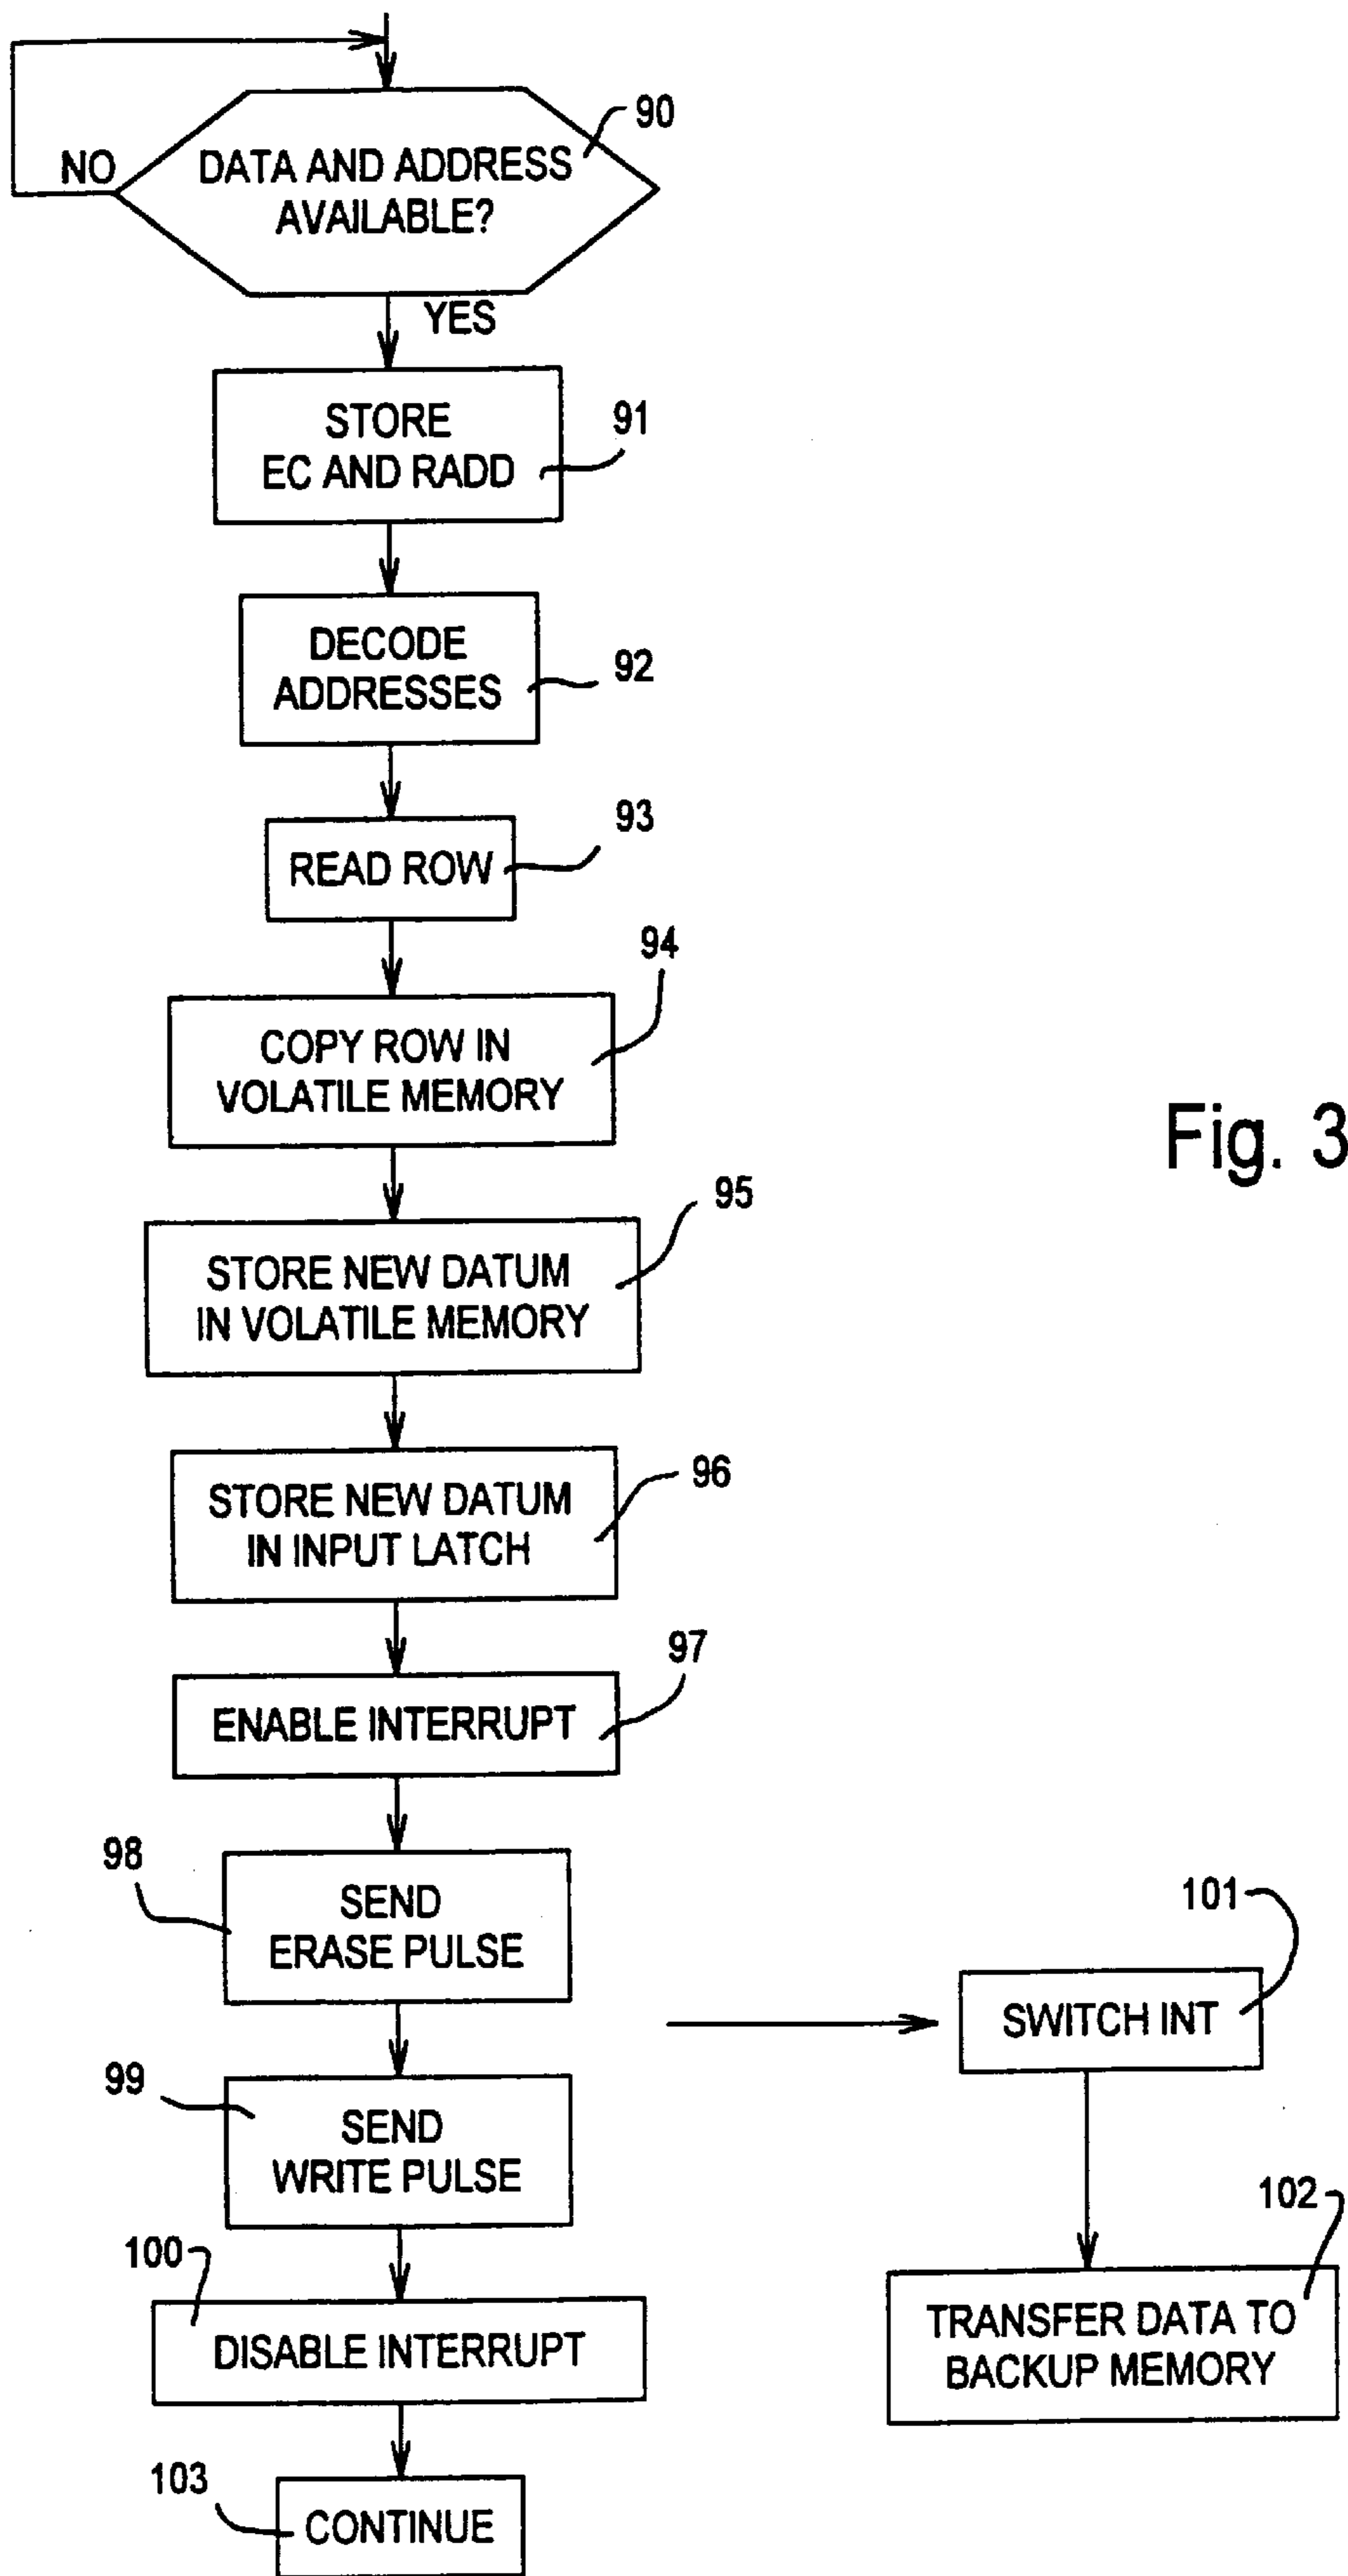 90
NO
DATA AND ADDRESS
AVAILABLE?
YES
STORE
EC AND RADD
91
DECODE
ADDRESSES
92
93
READ ROW
94
COPY ROW IN
VOLATILE MEMORY
Fig. 3
95
STORE NEW DATUM
IN VOLATILE MEMORY
96
STORE NEW DATUM
IN INPUT LATCH
97
ENABLE INTERRUPT
98
SEND
ERASE PULSE
101
SWITCH INT
99
SEND
WRITE PULSE
102
TRANSFER DATA TO
BACKUP MEMORY
100
DISABLE INTERRUPT
103
CONTINUE